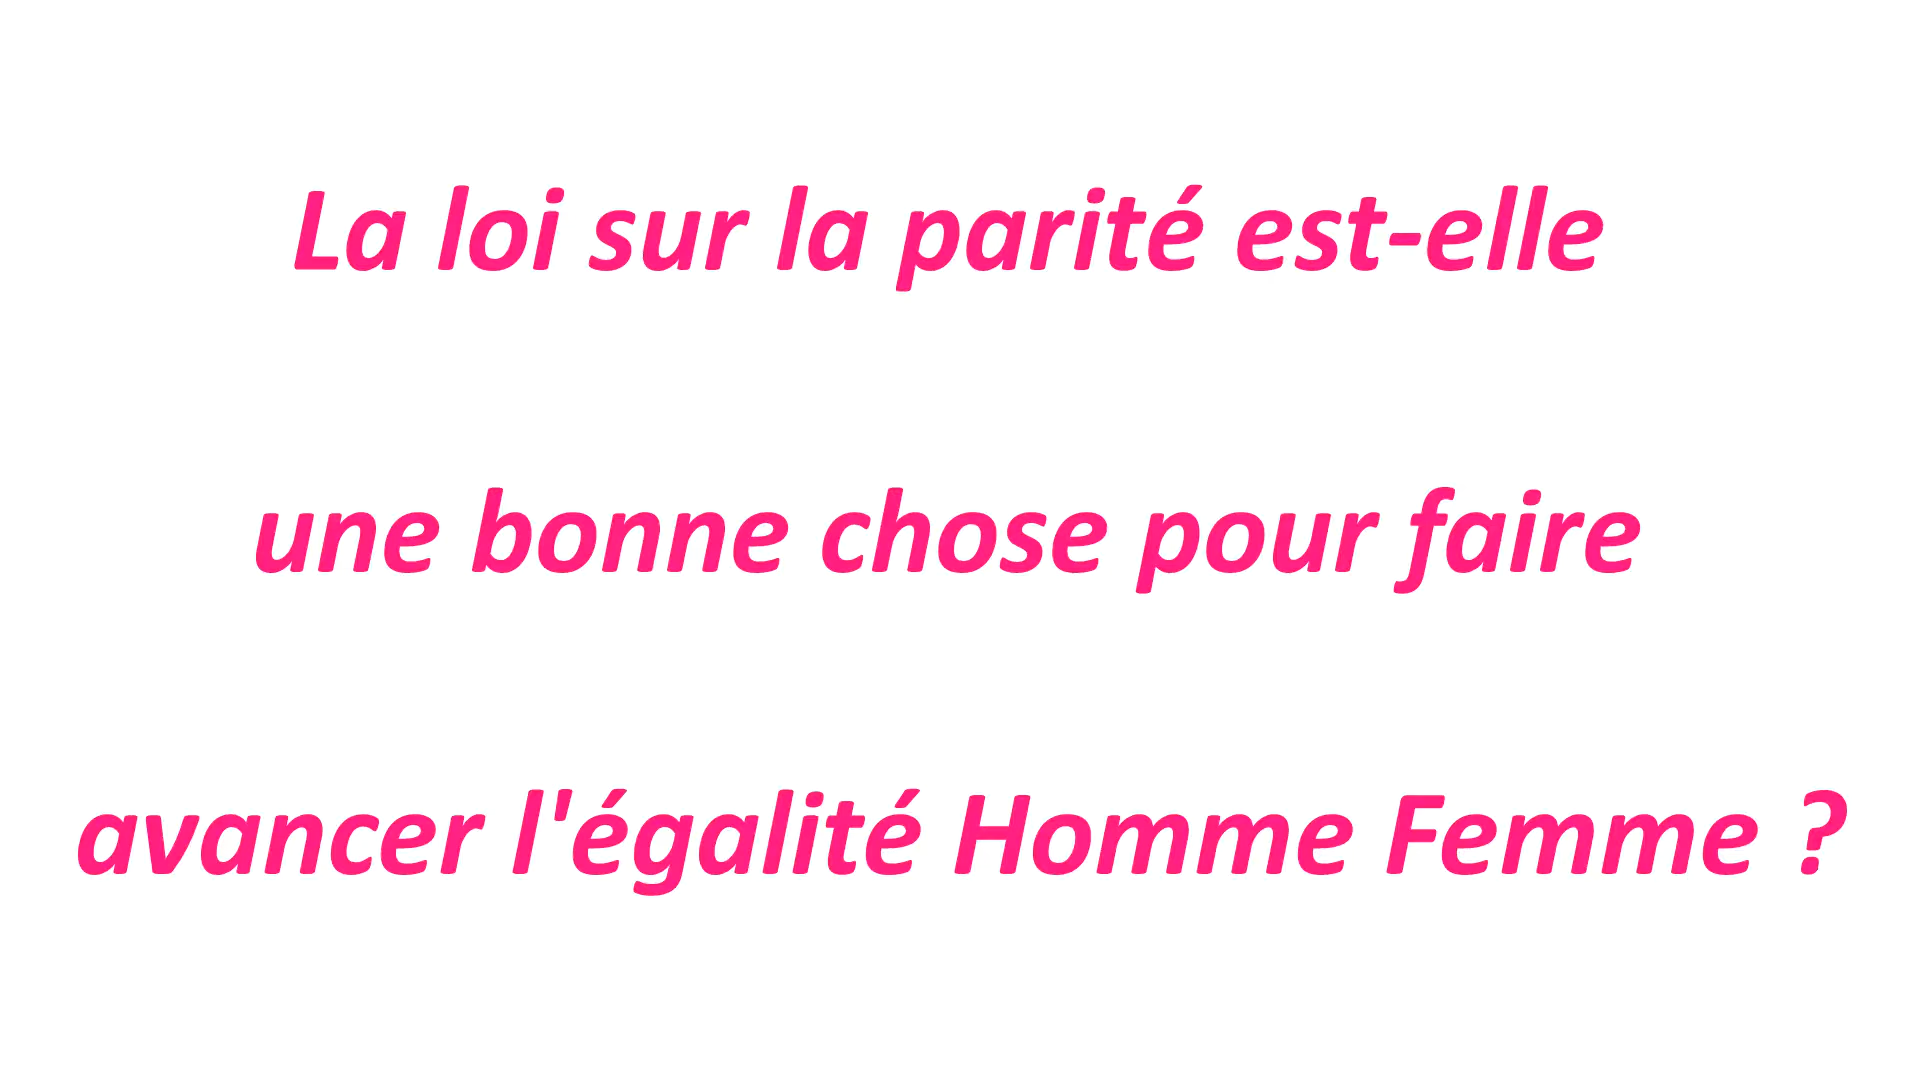 La loi sur la parité est-elle
une bonne chose pour faire
avancer l'égalité Homme Femme ?